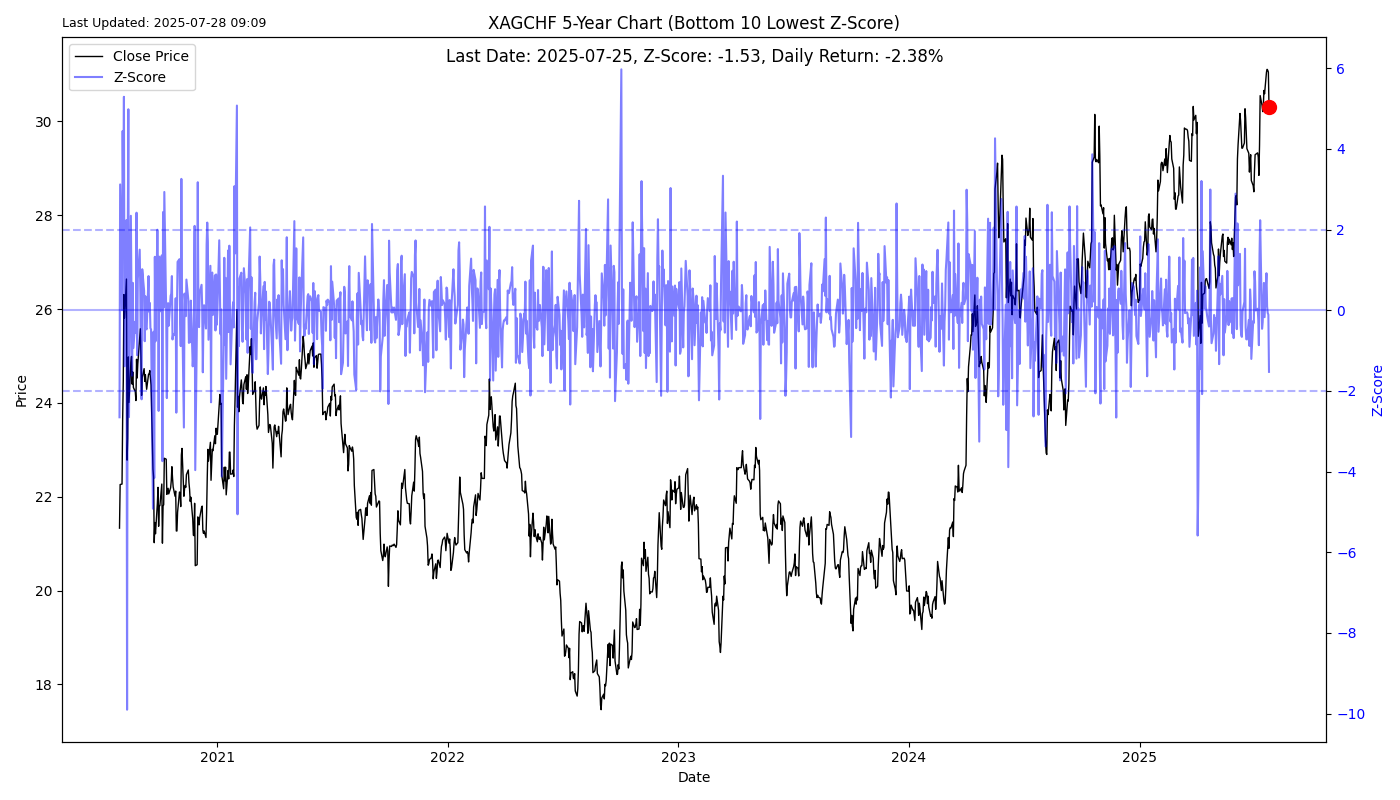 Last Updated: 2025-07-28 09:09
XAGCHF 5-Year Chart (Bottom 10 Lowest Z-Score)
Last Date: 2025-07-25, Z-Score: -1.53, Daily Return: -2.38%
Close Price
Z-Score
Price
30
28
26
24
22
20
18
6
4
2
0
−2
−4
−6
−8
−10
Z-Score
2021
2022
2023
2024
2025
Date